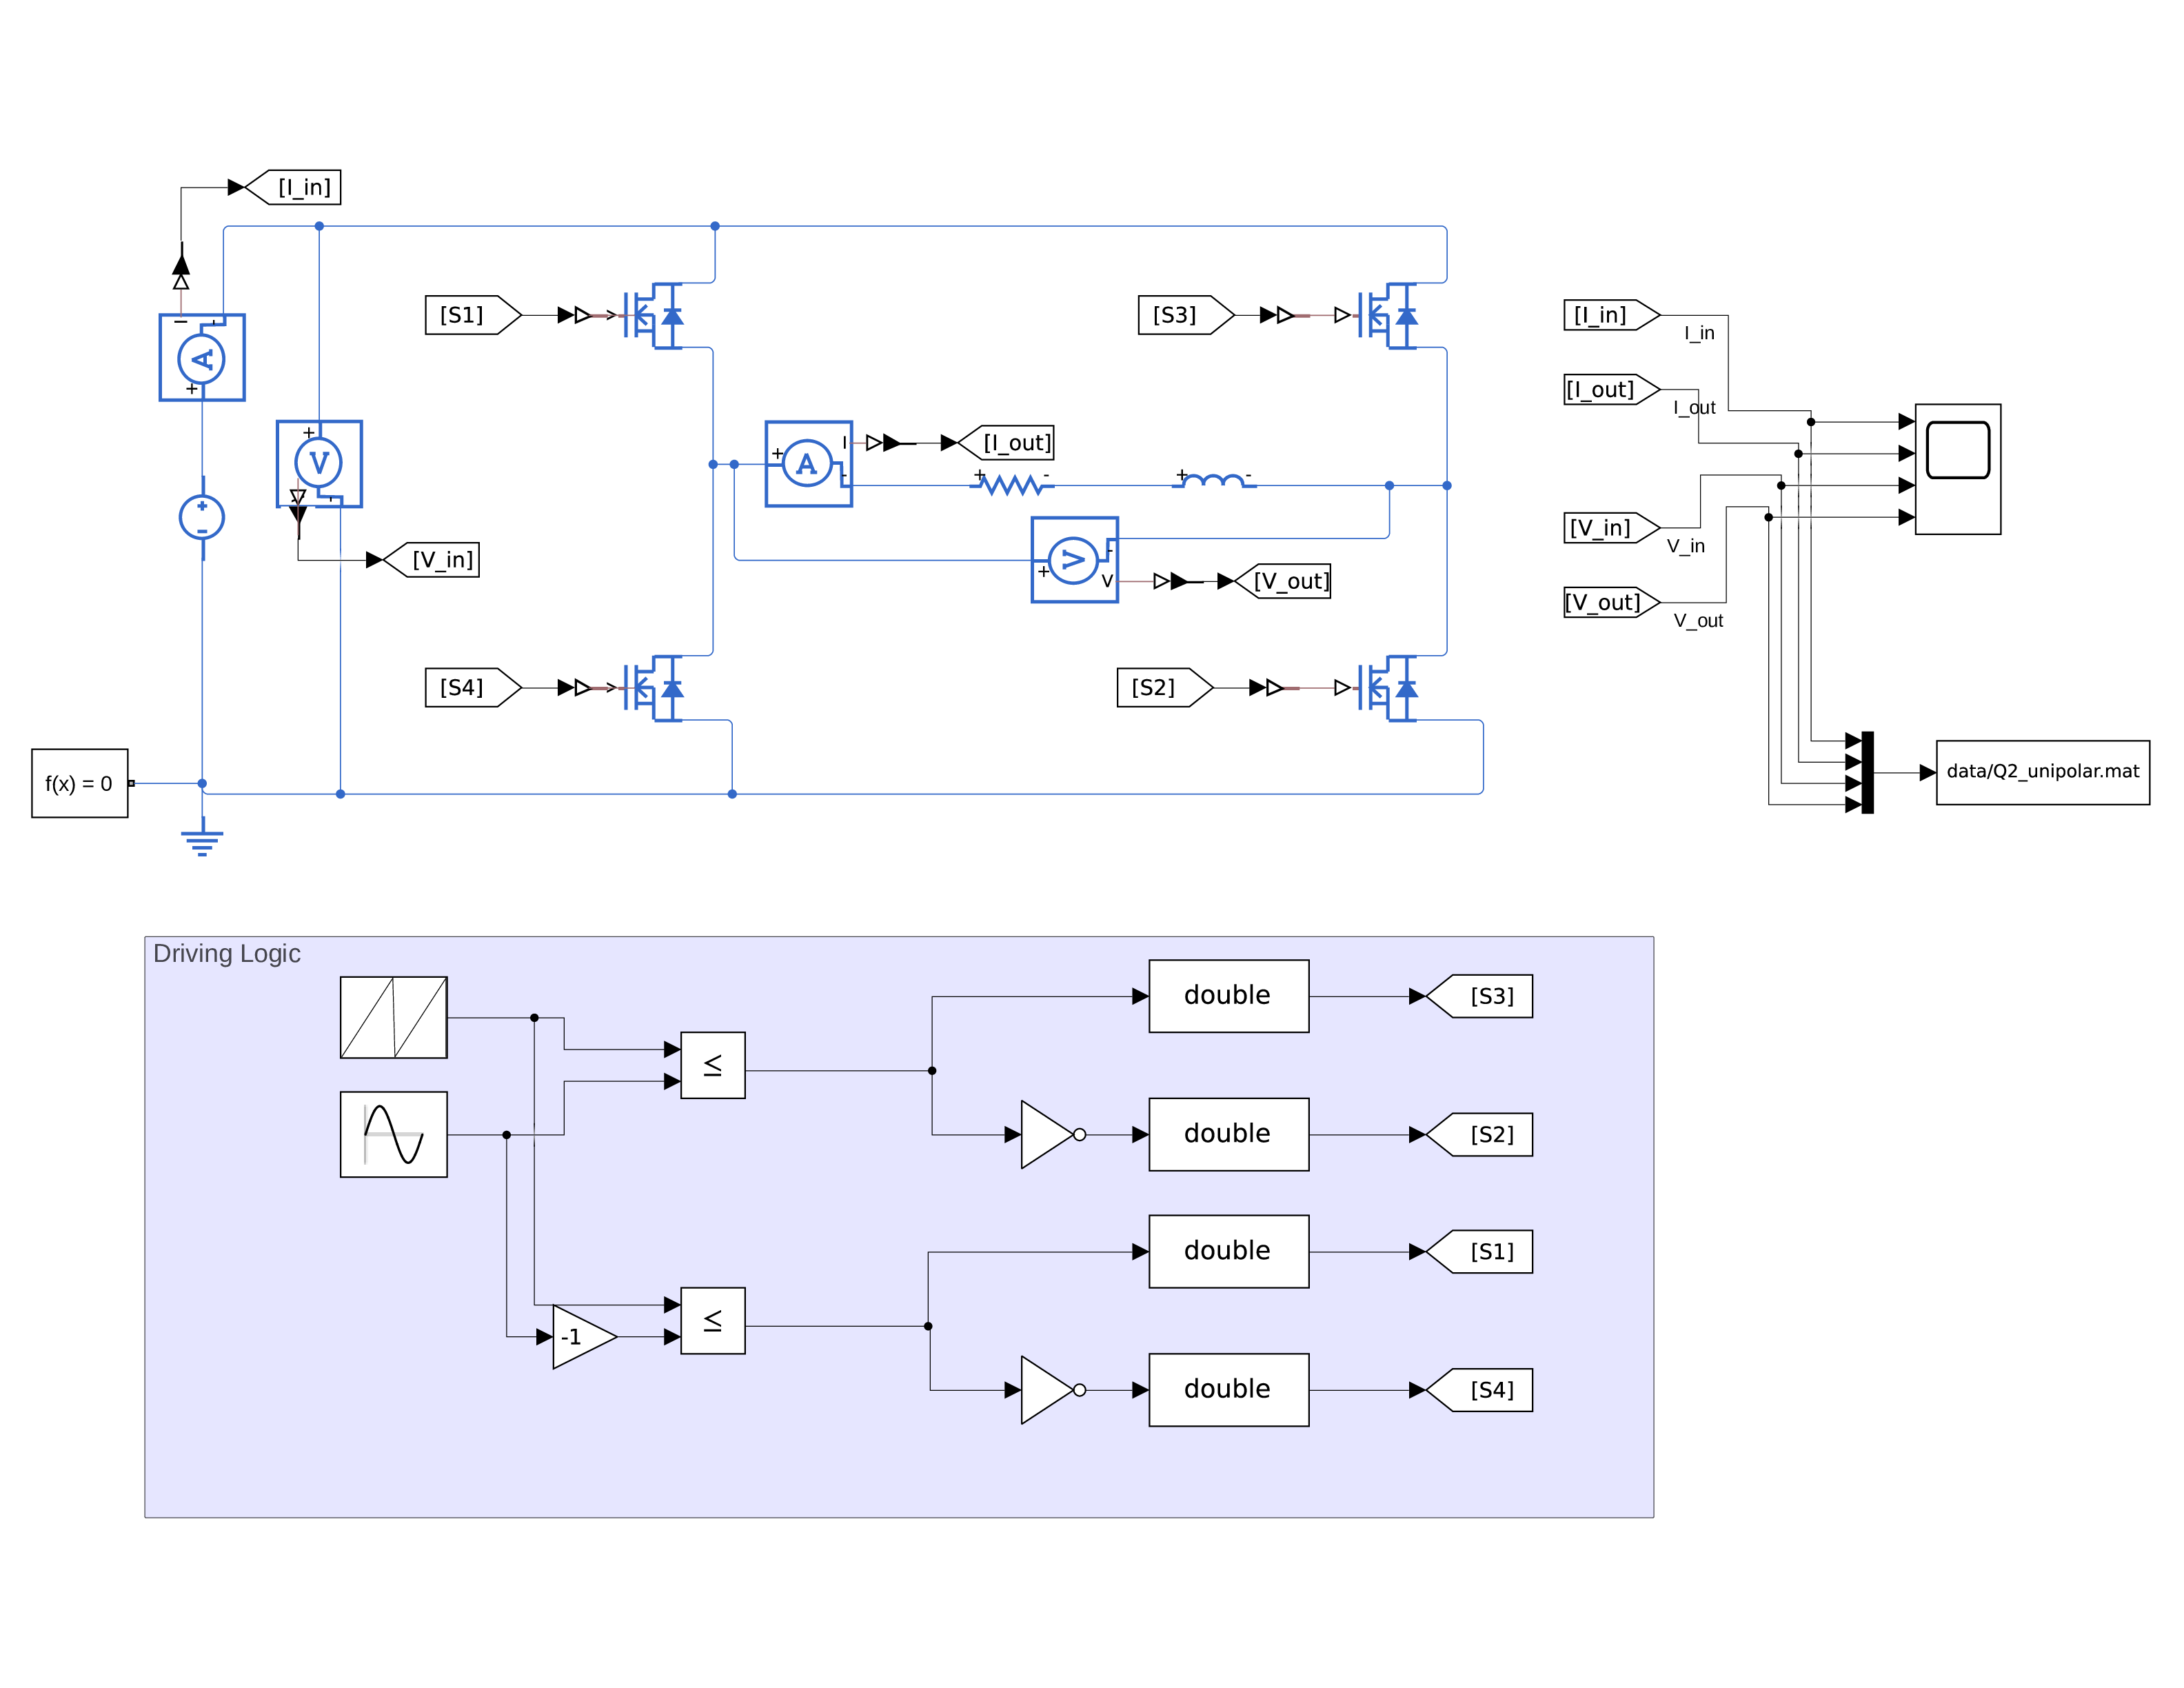 [I_in]
[S1]
[S3]
[I_in]
I_in
A
+
[I_out]
I_out
+
V
+
A
I
-
[I_out]
+ -
+ -
+
-
[V_in]
V
+
-
V
[V_out]
[V_in]
V_in
[V_out]
V_out
[S4]
[S2]
f(x) = 0
data/Q2_unipolar.mat
Driving Logic
double
[S3]
≤
double
[S2]
double
[S1]
≤
-1
double
[S4]